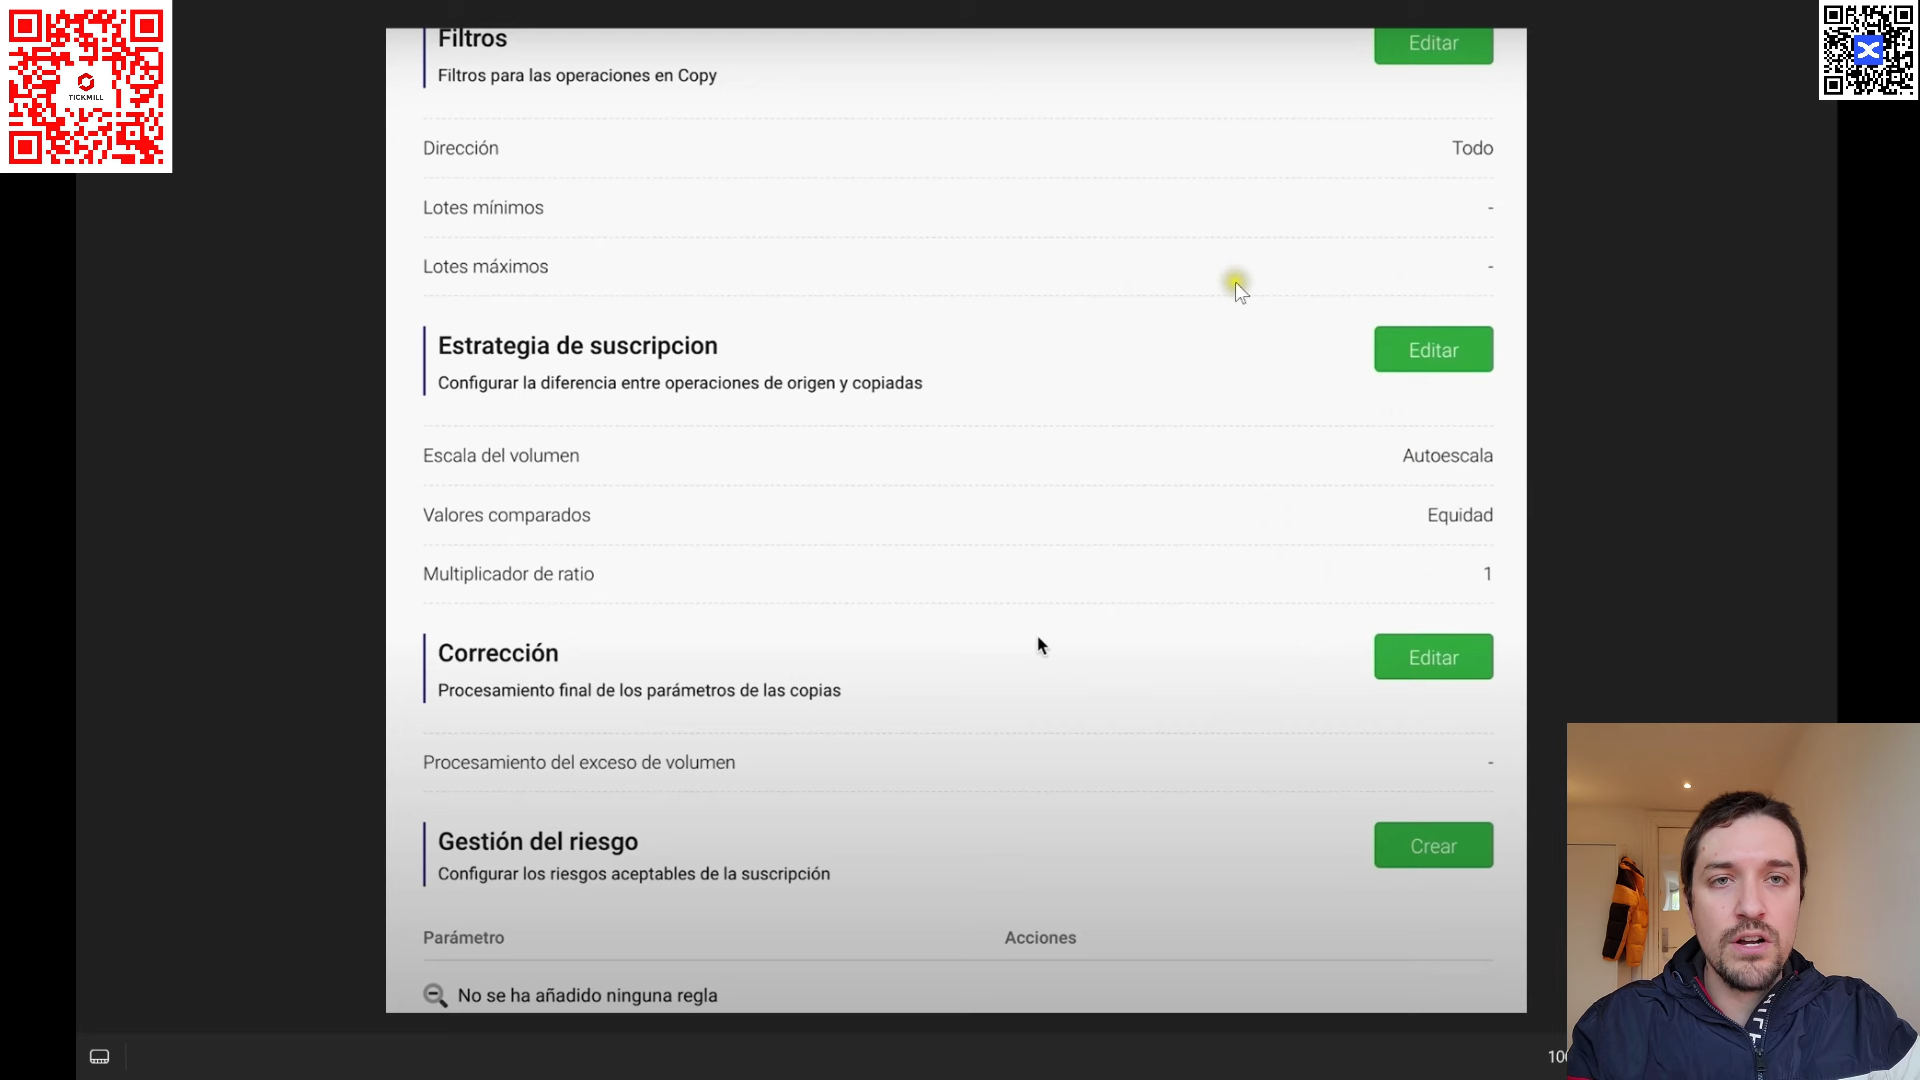 TICKMILL
Filtros
Editar
Filtros para las operaciones en Copy
Dirección
Todo
Lotes mínimos
-
Lotes máximos
-
Estrategia de suscripcion
Editar
Configurar la diferencia entre operaciones de origen y copiadas
Escala del volumen
Autoescala
Valores comparados
Equidad
Multiplicador de ratio
1
Corrección
Editar
Procesamiento final de los parámetros de las copias
Procesamiento del exceso de volumen
-
Gestión del riesgo
Crear
Configurar los riesgos aceptables de la suscripción
Parámetro
Acciones
No se ha añadido ninguna regla